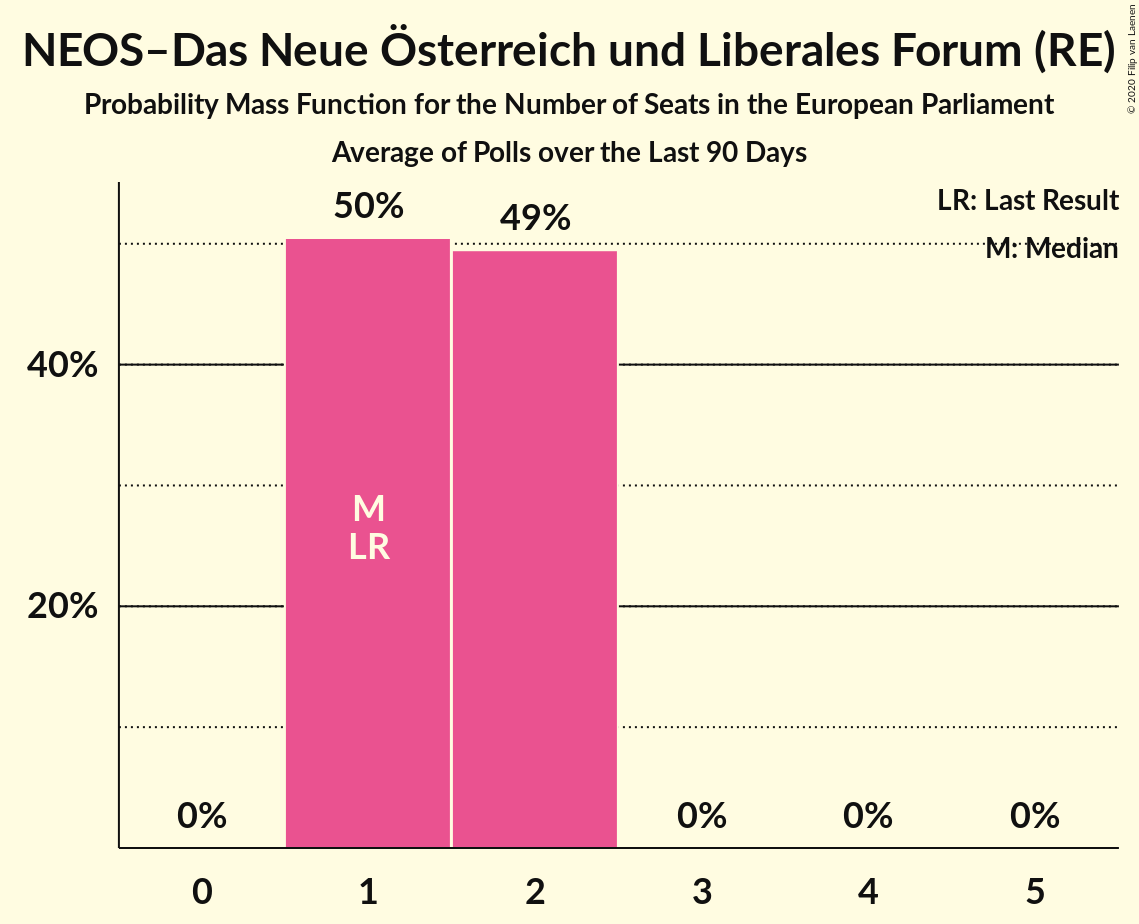 NEOS–Das Neue Österreich und Liberales Forum (RE)
Probability Mass Function for the Number of Seats in the European Parliament
Average of Polls over the Last 90 Days
© 2020 Filip van Laenen
LR: Last Result
M: Median
50%
49%
40%
20%
M
LR
0%
0%
0%
0%
0
1
2
3
4
5